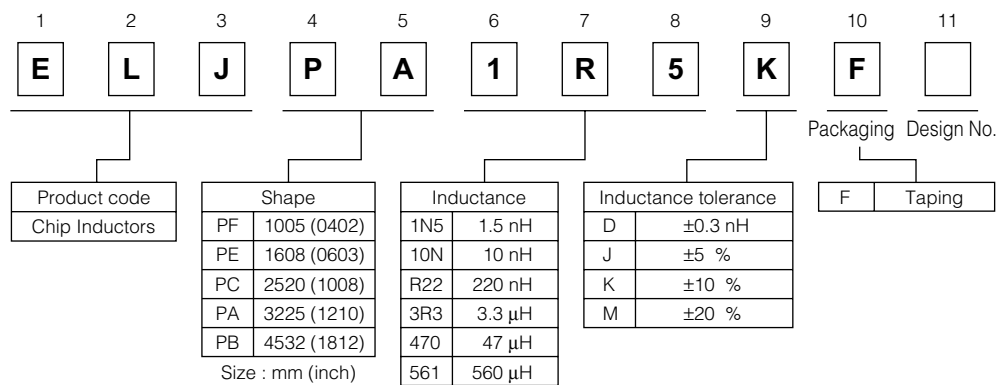 1 2 3 4 5 6 7 8 9 10 11
E L J P A 1 R 5 K F
Packaging Design No.
Product code
Chip Inductors
Shape
PF 1005 (0402)
PE 1608 (0603)
PC 2520 (1008)
PA 3225 (1210)
PB 4532 (1812)
Size : mm (inch)
Inductance
1N5 1.5 nH
10N 10 nH
R22 220 nH
3R3 3.3 μH
470 47 μH
561 560 μH
Inductance tolerance
D ±0.3 nH
J ±5 %
K ±10 %
M ±20 %
F Taping